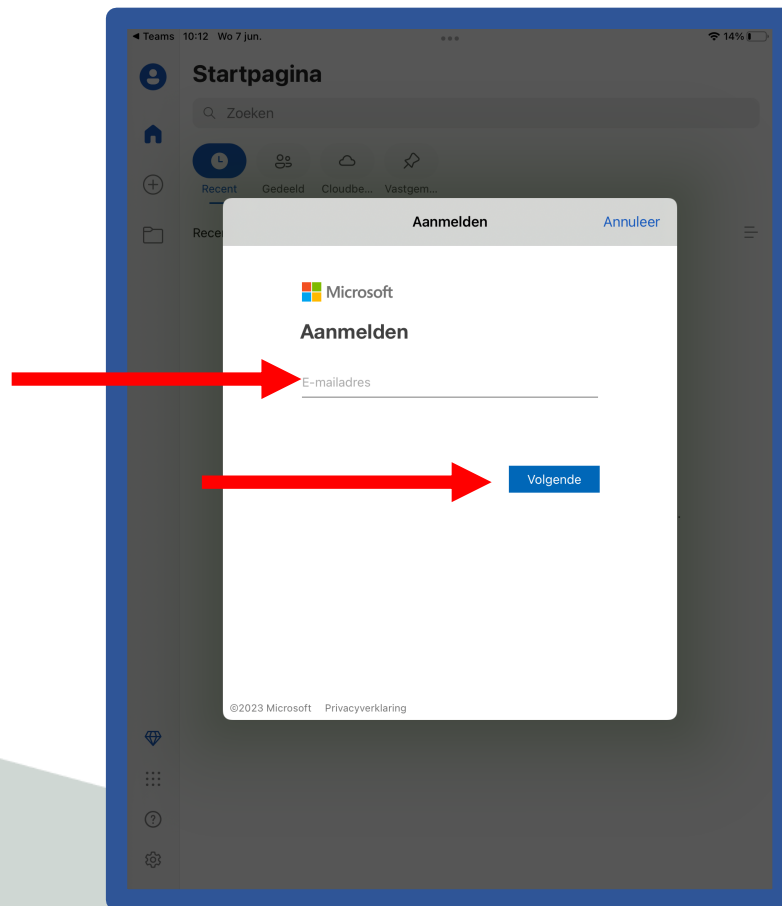 Teams 10:12 Wo 7 jun. 14%
Startpagina
Zoeken
Recent Gedeeld Cloudbe... Vastgem...
Rece
Aanmelden Annuleer
Microsoft
Aanmelden
E-mailadres
Volgende
©2023 Microsoft Privacyverklaring